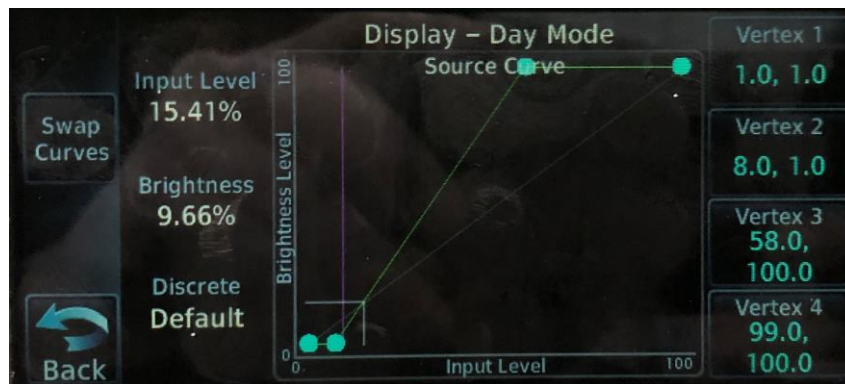 Display – Day Mode
Swap
Curves
Back
Input Level
15.41%
Brightness
9.66%
Discrete
Default
Source Curve
100
Brightness Level
0
0
Input Level
100
Vertex 1
1.0, 1.0
Vertex 2
8.0, 1.0
Vertex 3
58.0,
100.0
Vertex 4
99.0,
100.0